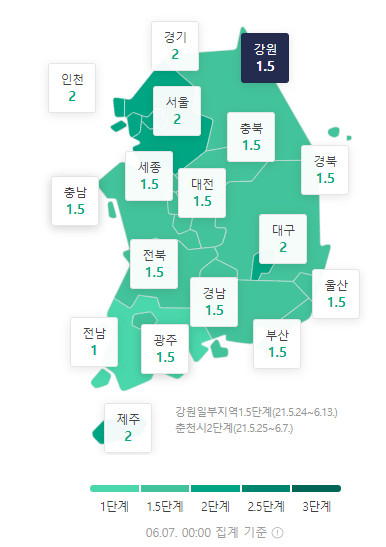 경기
2
강원
1.5
인천
2
서울
2
충북
1.5
경북
1.5
세종
1.5
대전
1.5
충남
1.5
대구
2
전북
1.5
경남
1.5
울산
1.5
전남
1
광주
1.5
부산
1.5
제주
2
강원일부지역1.5단계(21.5.24~6.13.)
춘천시2단계(21.5.25~6.7.)
1단계 1.5단계 2단계 2.5단계 3단계
06.07. 00:00 집계 기준